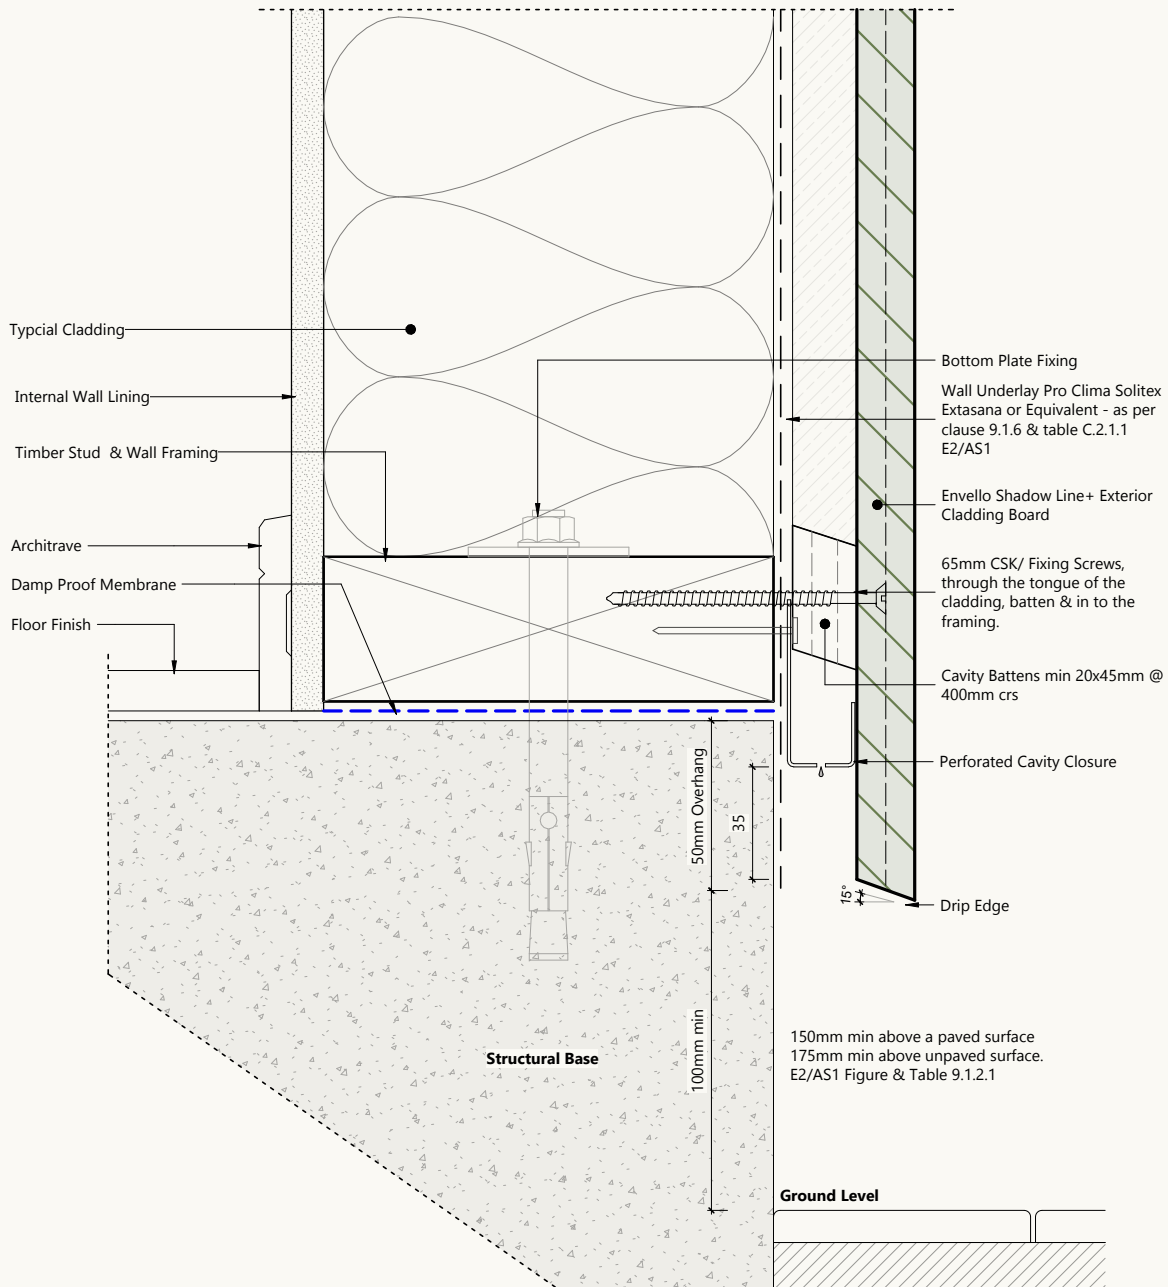 Typcial Cladding
Internal Wall Lining
Timber Stud & Wall Framing
Architrave
Damp Proof Membrane
Floor Finish
Bottom Plate Fixing
Wall Underlay Pro Clima Solitex
Extasana or Equivalent - as per
clause 9.1.6 & table C.2.1.1
E2/AS1
Envello Shadow Line+ Exterior
Cladding Board
65mm CSK/ Fixing Screws,
through the tongue of the
cladding, batten & in to the
framing.
Cavity Battens min 20x45mm @
400mm crs
Perforated Cavity Closure
50mm Overhang
35
15°
Drip Edge
100mm min
Structural Base
150mm min above a paved surface
175mm min above unpaved surface.
E2/AS1 Figure & Table 9.1.2.1
Ground Level